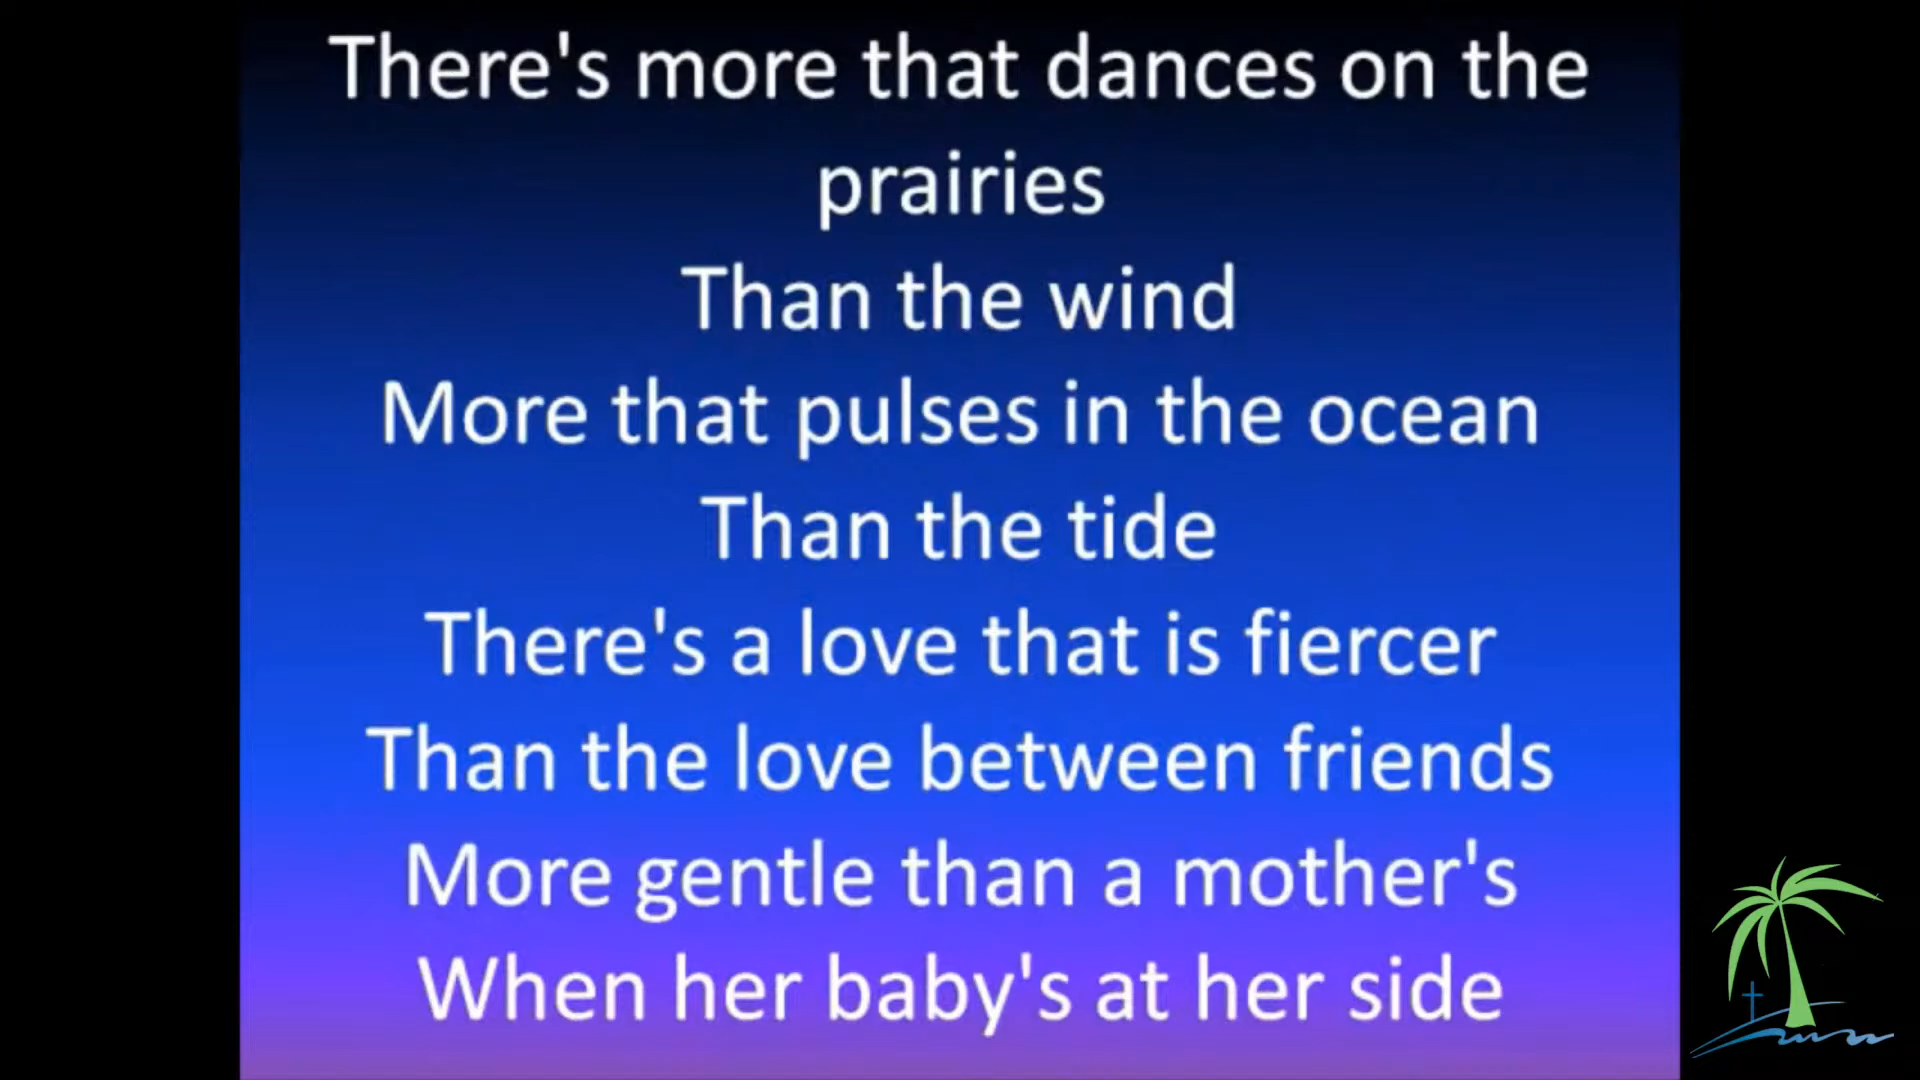 There's more that dances on the
prairies
Than the wind
More that pulses in the ocean
Than the tide
There's a love that is fiercer
Than the love between friends
More gentle than a mother's
When her baby's at her side